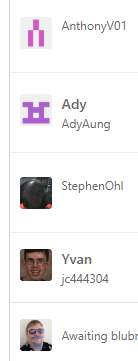 AnthonyV01
Ady
AdyAung
StephenOhl
Yvan
jc444304
Awaiting blubr